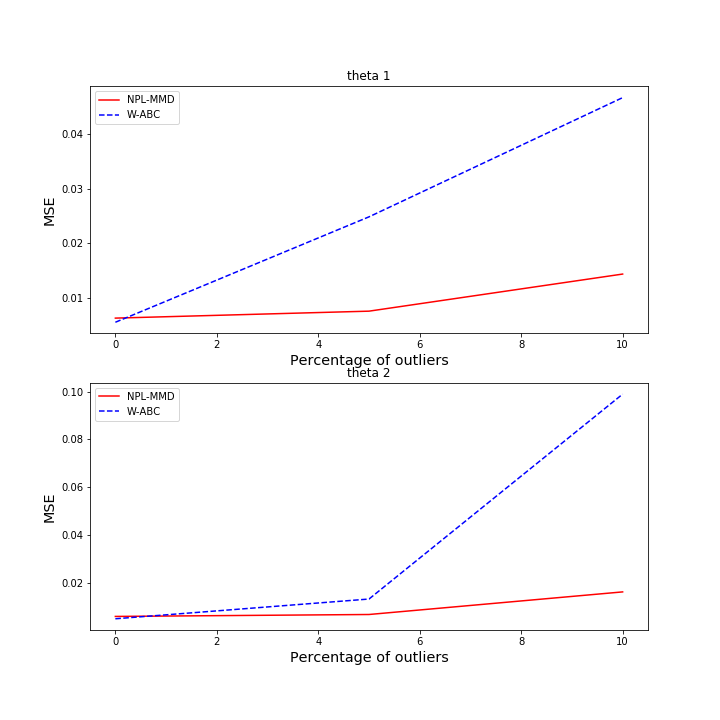 theta 1
NPL-MMD
W-ABC
MSE
0.04
0.03
0.02
0.01
0 2 4 6 8 10
Percentage of outliers
theta 2
NPL-MMD
W-ABC
MSE
0.10
0.08
0.06
0.04
0.02
0 2 4 6 8 10
Percentage of outliers